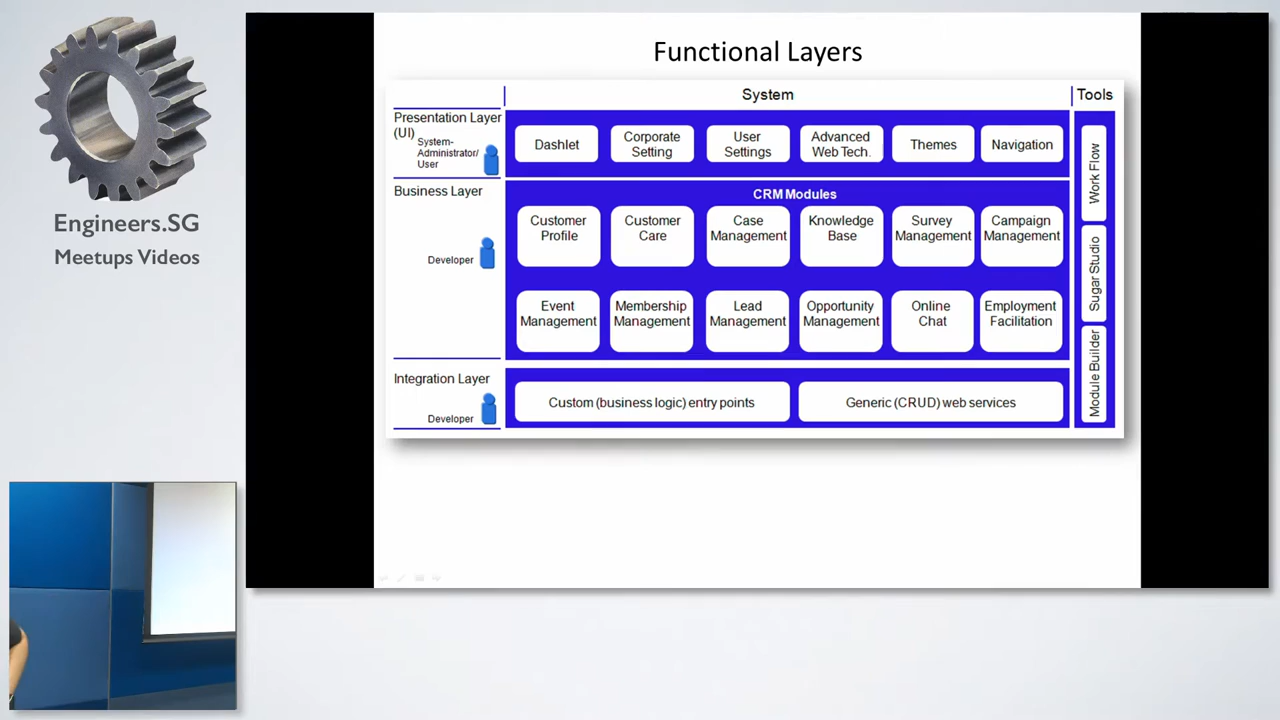 Engineers.SG
Meetups Videos
Functional Layers
System
Tools
Presentation Layer
(UI)
System-
Administrator/
User
Dashlet
Corporate
Setting
User
Settings
Advanced
Web Tech.
Themes
Navigation
Business Layer
Developer
CRM Modules
Customer
Profile
Customer
Care
Case
Management
Knowledge
Base
Survey
Management
Campaign
Management
Event
Management
Membership
Management
Lead
Management
Opportunity
Management
Online
Chat
Employment
Facilitation
Integration Layer
Developer
Custom (business logic) entry points
Generic (CRUD) web services
Work Flow
Sugar Studio
Module Builder